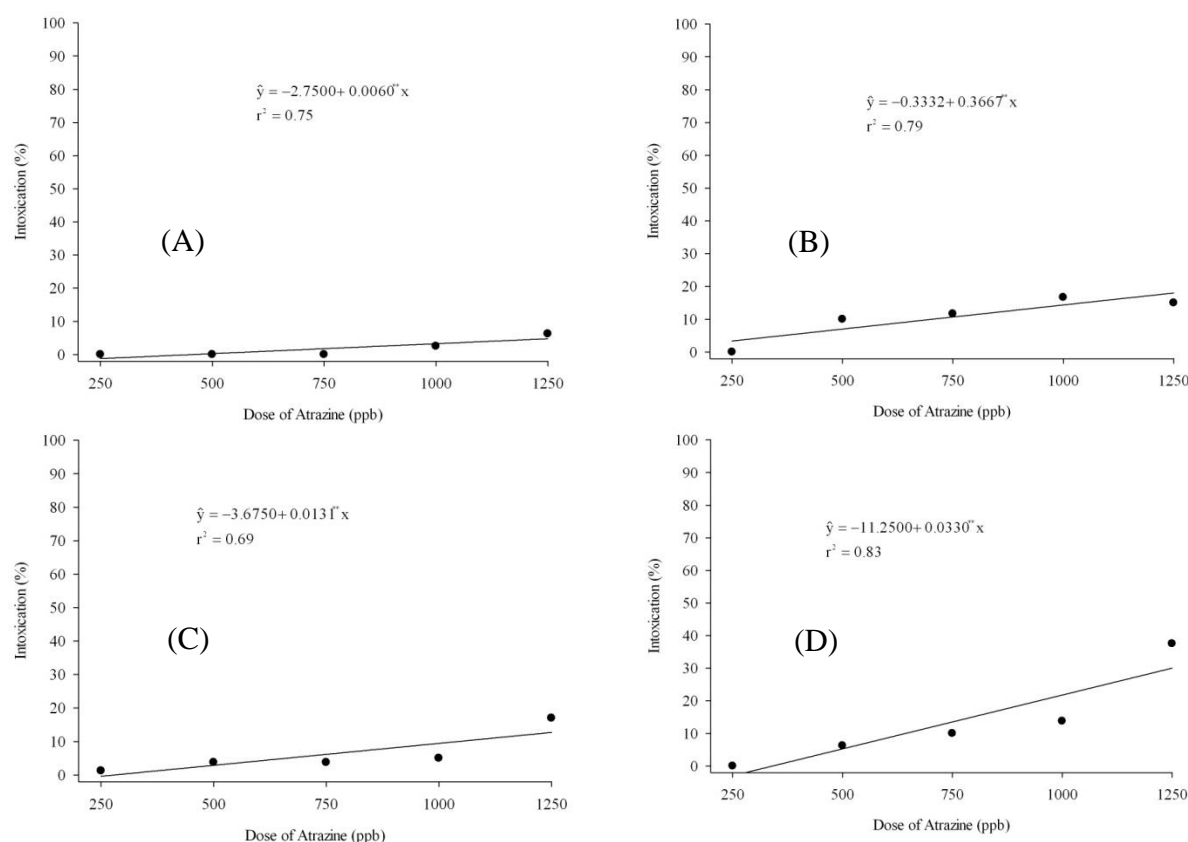 100
90
80
70
60
50
40
30
20
10
0
Intoxication (%)
ŷ = −2.7500+ 0.0060** x
r² = 0.75
(A)
250 500 750 1000 1250
Dose of Atrazine (ppb)
100
90
80
70
60
50
40
30
20
10
0
Intoxication (%)
ŷ = −0.3332+ 0.3667** x
r² = 0.79
(B)
250 500 750 1000 1250
Dose of Atrazine (ppb)
100
90
80
70
60
50
40
30
20
10
0
Intoxication (%)
ŷ = −3.6750+ 0.0131** x
r² = 0.69
(C)
250 500 750 1000 1250
Dose of Atrazine (ppb)
100
90
80
70
60
50
40
30
20
10
0
Intoxication (%)
ŷ = −11.2500+ 0.0330** x
r² = 0.83
(D)
250 500 750 1000 1250
Dose of Atrazine (ppb)